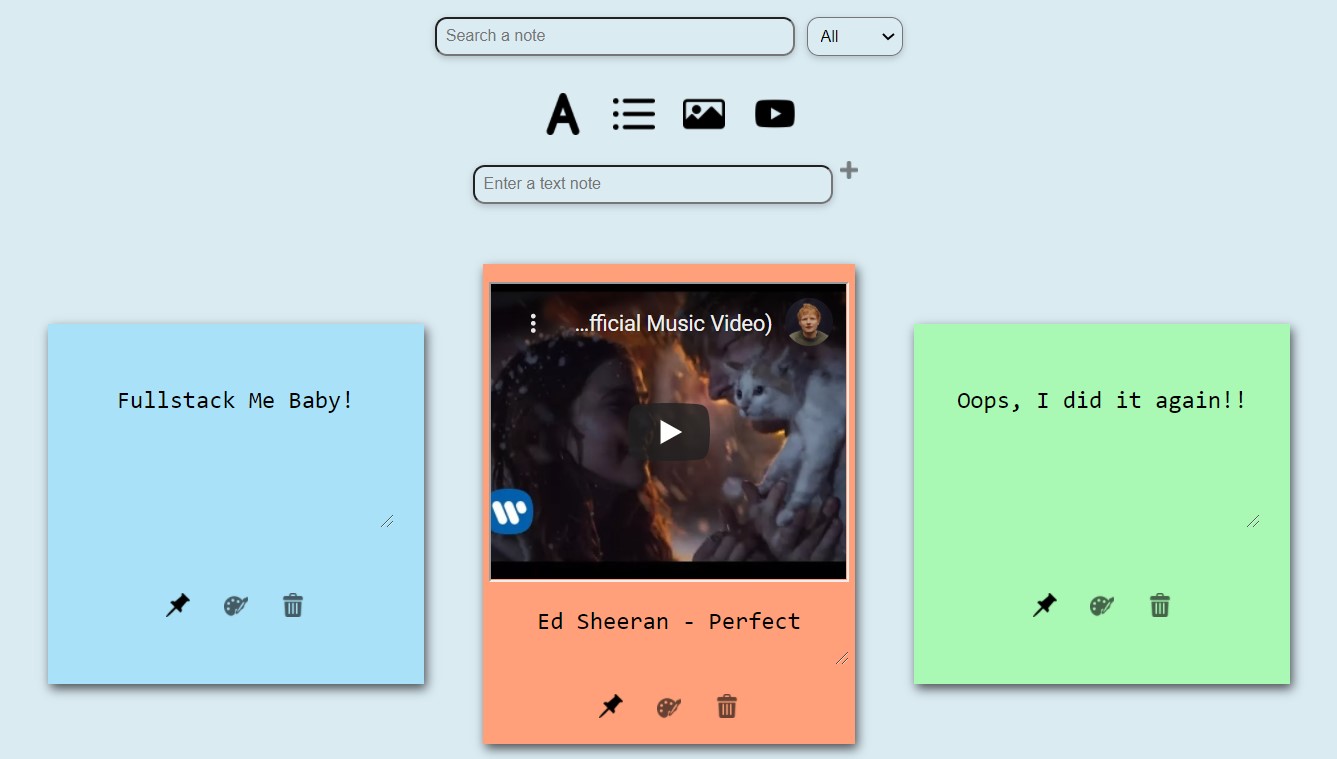 Search a note
All
Enter a text note
...fficial Music Video)
Fullstack Me Baby!
Oops, I did it again!!
Ed Sheeran - Perfect